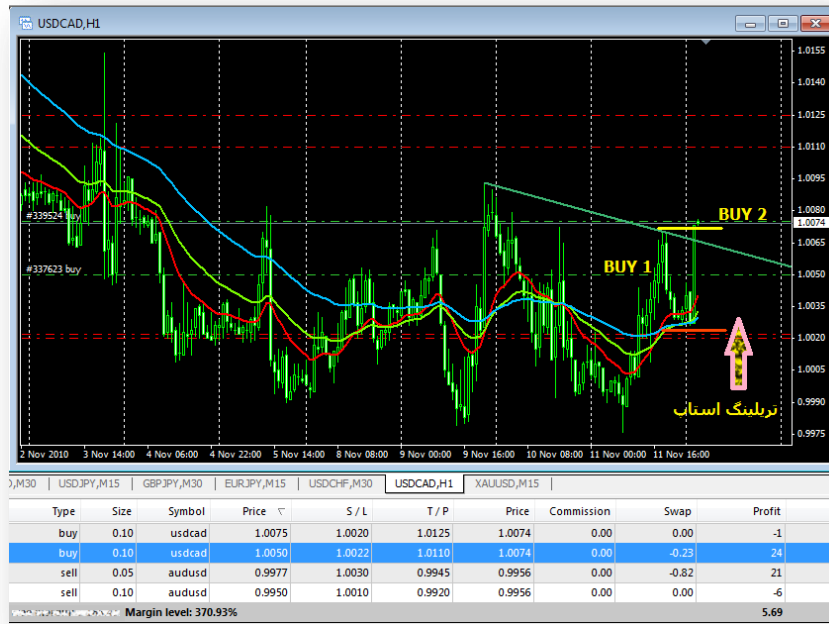 USDCAD,H1
1.0155
1.0140
1.0125
1.0110
1.0095
1.0080
#339524 buy
BUY 2
1.0074
1.0065
BUY 1
#337623 buy
1.0050
1.0035
1.0020
1.0005
0.9990
تریلینگ استاپ
0.9975
2 Nov 2010 3 Nov 14:00 4 Nov 06:00 4 Nov 22:00 5 Nov 14:00 8 Nov 08:00 9 Nov 00:00 9 Nov 16:00 10 Nov 08:00 11 Nov 00:00 11 Nov 16:00
,M30 | USDJPY,M15 | GBPJPY,M30 | EURJPY,M15 | USDCHF,M30 | USDCAD,H1 | XAUUSD,M15 |
Type Size Symbol Price S / L T / P Price Commission Swap Profit
buy 0.10 usdcad 1.0075 1.0020 1.0125 1.0074 0.00 0.00 -1
buy 0.10 usdcad 1.0050 1.0022 1.0110 1.0074 0.00 -0.23 24
sell 0.05 audusd 0.9977 1.0030 0.9945 0.9956 0.00 -0.82 21
sell 0.10 audusd 0.9950 1.0010 0.9920 0.9956 0.00 0.00 -6
Margin level: 370.93% 5.69